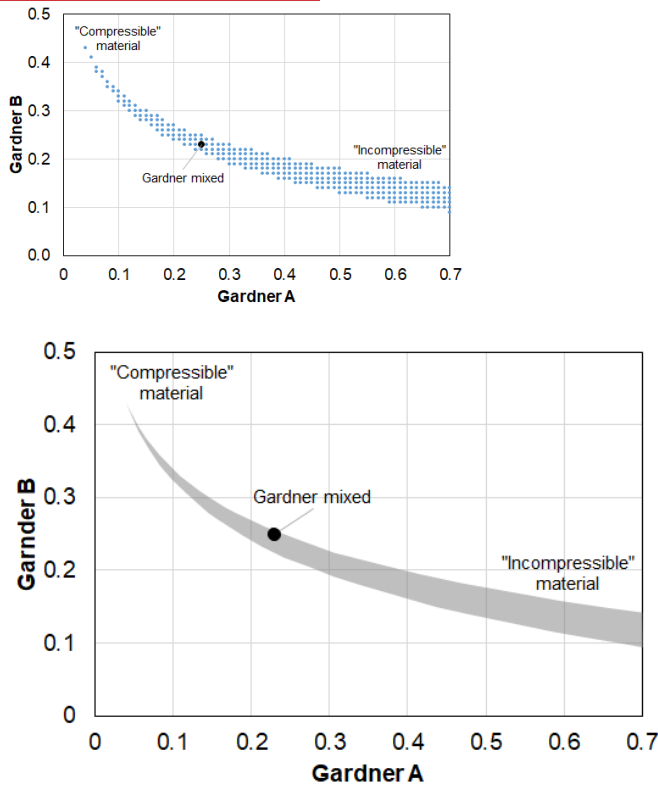 0.5
"Compressible"
material
0.4
0.3
Gardner B
"Incompressible"
material
0.2
Gardner mixed
0.1
0.0
0 0.1 0.2 0.3 0.4 0.5 0.6 0.7
Gardner A
0.5
"Compressible"
material
0.4
Garnder B
0.3
Gardner mixed
0.2
"Incompressible"
material
0.1
0
0 0.1 0.2 0.3 0.4 0.5 0.6 0.7
Gardner A